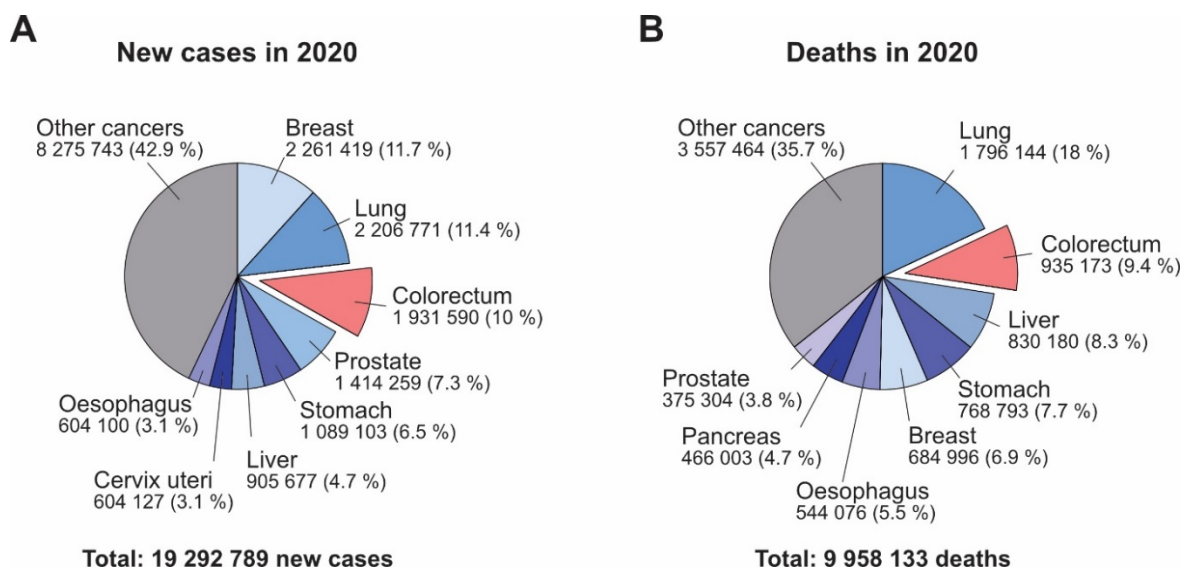 A
New cases in 2020
Other cancers
8 275 743 (42.9 %)
Breast
2 261 419 (11.7 %)
Lung
2 206 771 (11.4 %)
Colorectum
1 931 590 (10 %)
Prostate
1 414 259 (7.3 %)
Stomach
1 089 103 (6.5 %)
Liver
905 677 (4.7 %)
Cervix uteri
604 127 (3.1 %)
Oesophagus
604 100 (3.1 %)
Total: 19 292 789 new cases
B
Deaths in 2020
Other cancers
3 557 464 (35.7 %)
Lung
1 796 144 (18 %)
Colorectum
935 173 (9.4 %)
Liver
830 180 (8.3 %)
Stomach
768 793 (7.7 %)
Breast
684 996 (6.9 %)
Oesophagus
544 076 (5.5 %)
Pancreas
466 003 (4.7 %)
Prostate
375 304 (3.8 %)
Total: 9 958 133 deaths